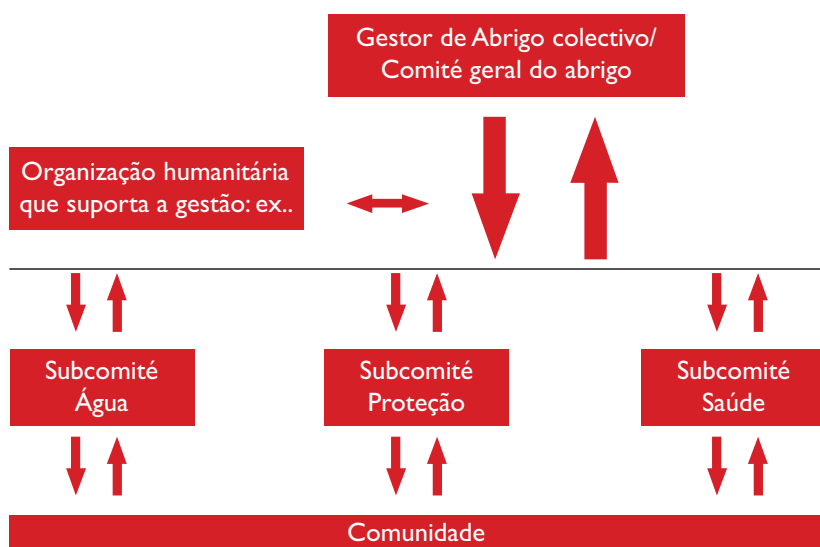 Gestor de Abrigo colectivo/
Comité geral do abrigo
Organização humanitária
que suporta a gestão: ex..
Subcomité
Água
Subcomité
Proteção
Subcomité
Saúde
Comunidade